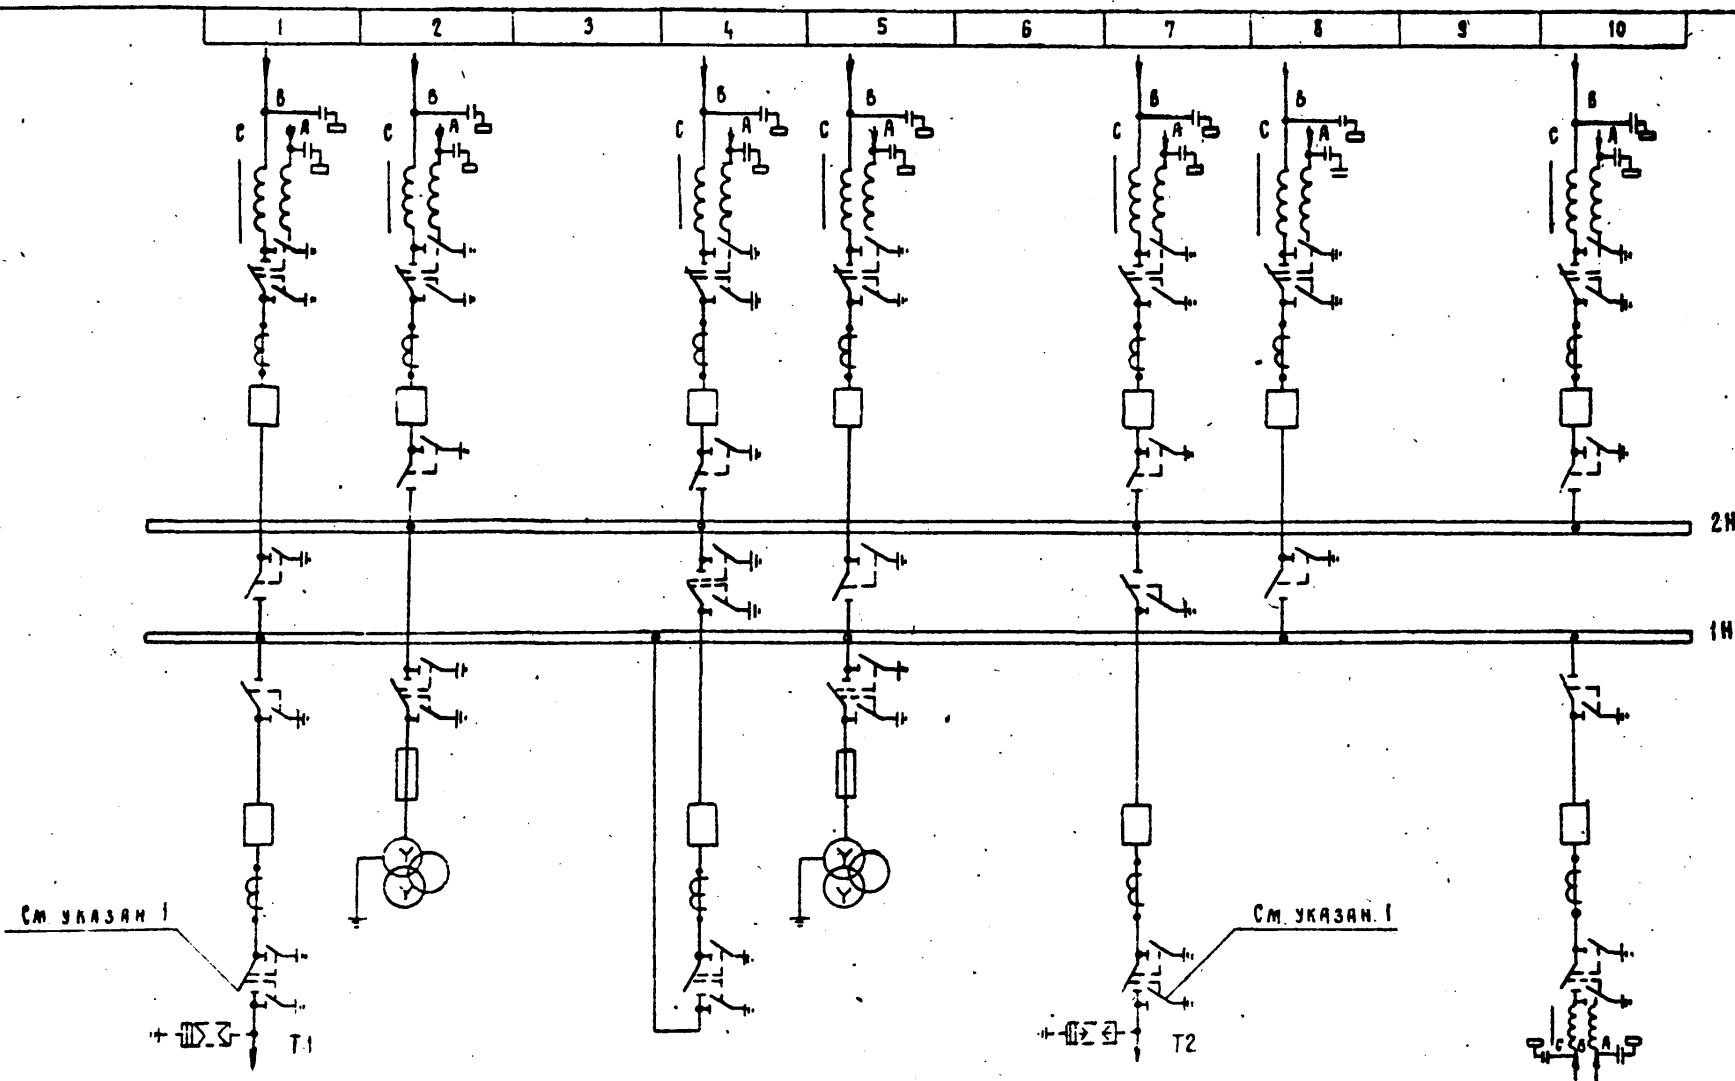 1 2 3 4 5 6 7 8 9 10
В В В В В В
С А С А С А С А С А С А С А
2Н
1Н
См. указан 1
См. указан. 1
Т1
Т2
С В А